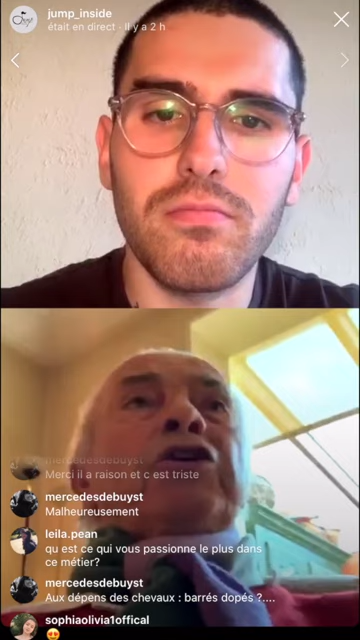 jump_inside
était en direct · Il y a 2 h
mercedesdebuyst
Merci il a raison et c est triste
mercedesdebuyst
Malheureusement
leila.pean
qu est ce qui vous passionne le plus dans
ce métier?
mercedesdebuyst
Aux dépens des chevaux : barrés dopés ?....
sophiaolivia1offical
😍